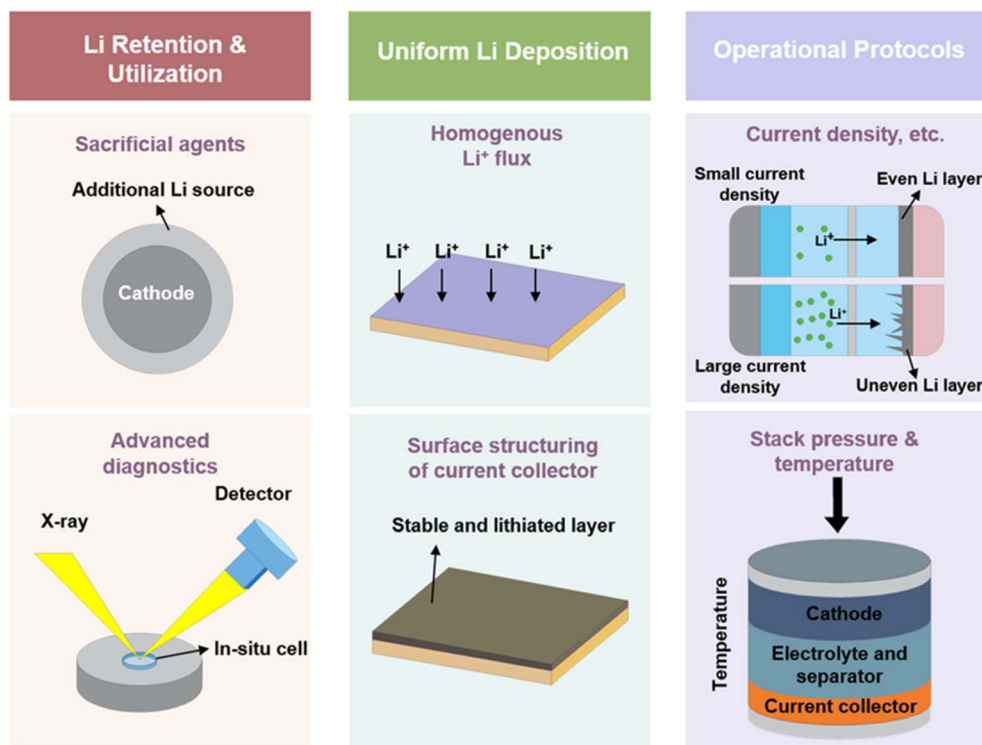 Li Retention &
Utilization
Sacrificial agents
Additional Li source
Cathode
Advanced
diagnostics
Detector
X-ray
In-situ cell
Uniform Li Deposition
Homogenous
Li⁺ flux
Li⁺ Li⁺ Li⁺ Li⁺
Surface structuring
of current collector
Stable and lithiated layer
Operational Protocols
Current density, etc.
Small current
density
Even Li layer
Li⁺
Li⁺
Large current
density
Uneven Li layer
Stack pressure &
temperature
Temperature
Cathode
Electrolyte and
separator
Current collector